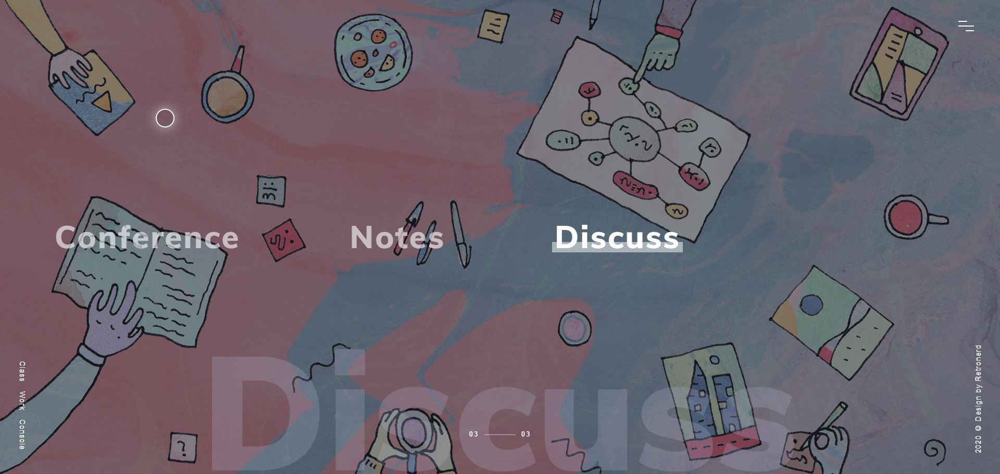 Conference
Notes
Discuss
Discuss
03
03
Class
Work
Console
2020 © Design by Retronerd
?